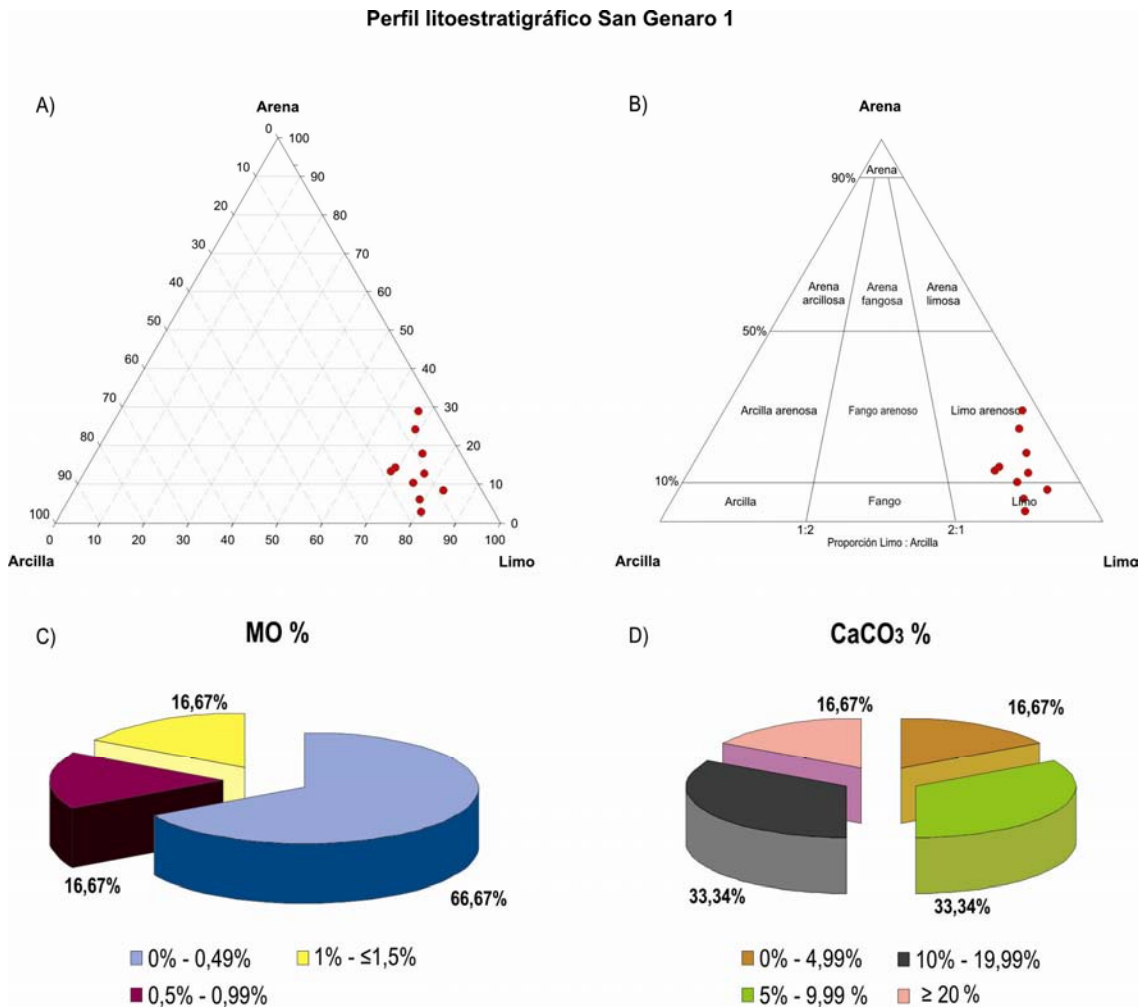 Perfil litoestratigráfico San Genaro 1
A)
Arena
0
100
10
90
20
80
30
70
40
60
50
50
60
40
70
30
80
20
90
10
100
0
0
10
20
30
40
50
60
70
80
90
100
Arcilla
Limo
B)
Arena
Arena
90%
Arena arcillosa
Arena fangosa
Arena limosa
50%
Arcilla arenosa
Fango arenoso
Limo arenoso
10%
Arcilla
Fango
Limo
1:2
2:1
Proporción Limo : Arcilla
Arcilla
Limo
C)
MO %
16,67%
16,67%
66,67%
0% - 0,49%
1% - ≤1,5%
0,5% - 0,99%
D)
CaCO₃ %
16,67%
16,67%
33,34%
33,34%
0% - 4,99%
10% - 19,99%
5% - 9,99 %
≥ 20 %